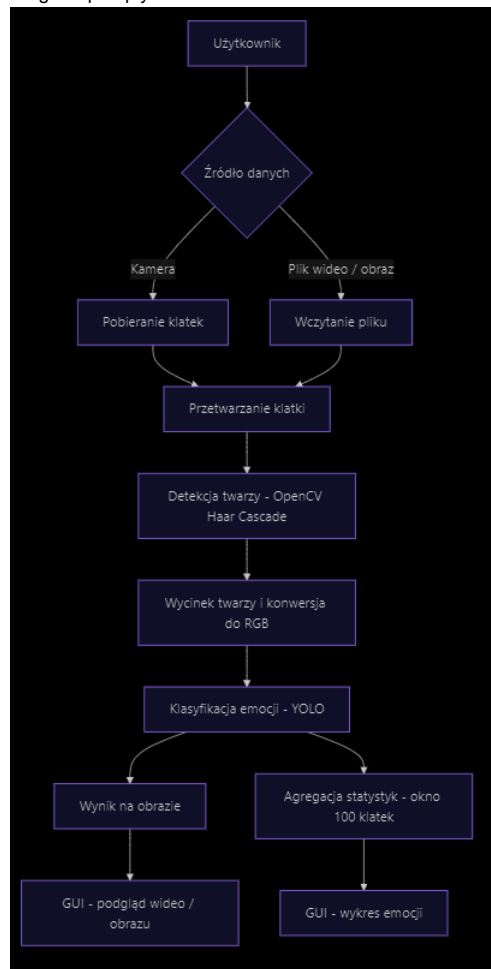 Użytkownik
Źródło danych
Kamera
Plik wideo / obraz
Pobieranie klatek
Wczytanie pliku
Przetwarzanie klatki
Detekcja twarzy - OpenCV
Haar Cascade
Wycinek twarzy i konwersja
do RGB
Klasyfikacja emocji - YOLO
Wynik na obrazie
Agregacja statystyk - okno
100 klatek
GUI - podgląd wideo /
obrazu
GUI - wykres emocji